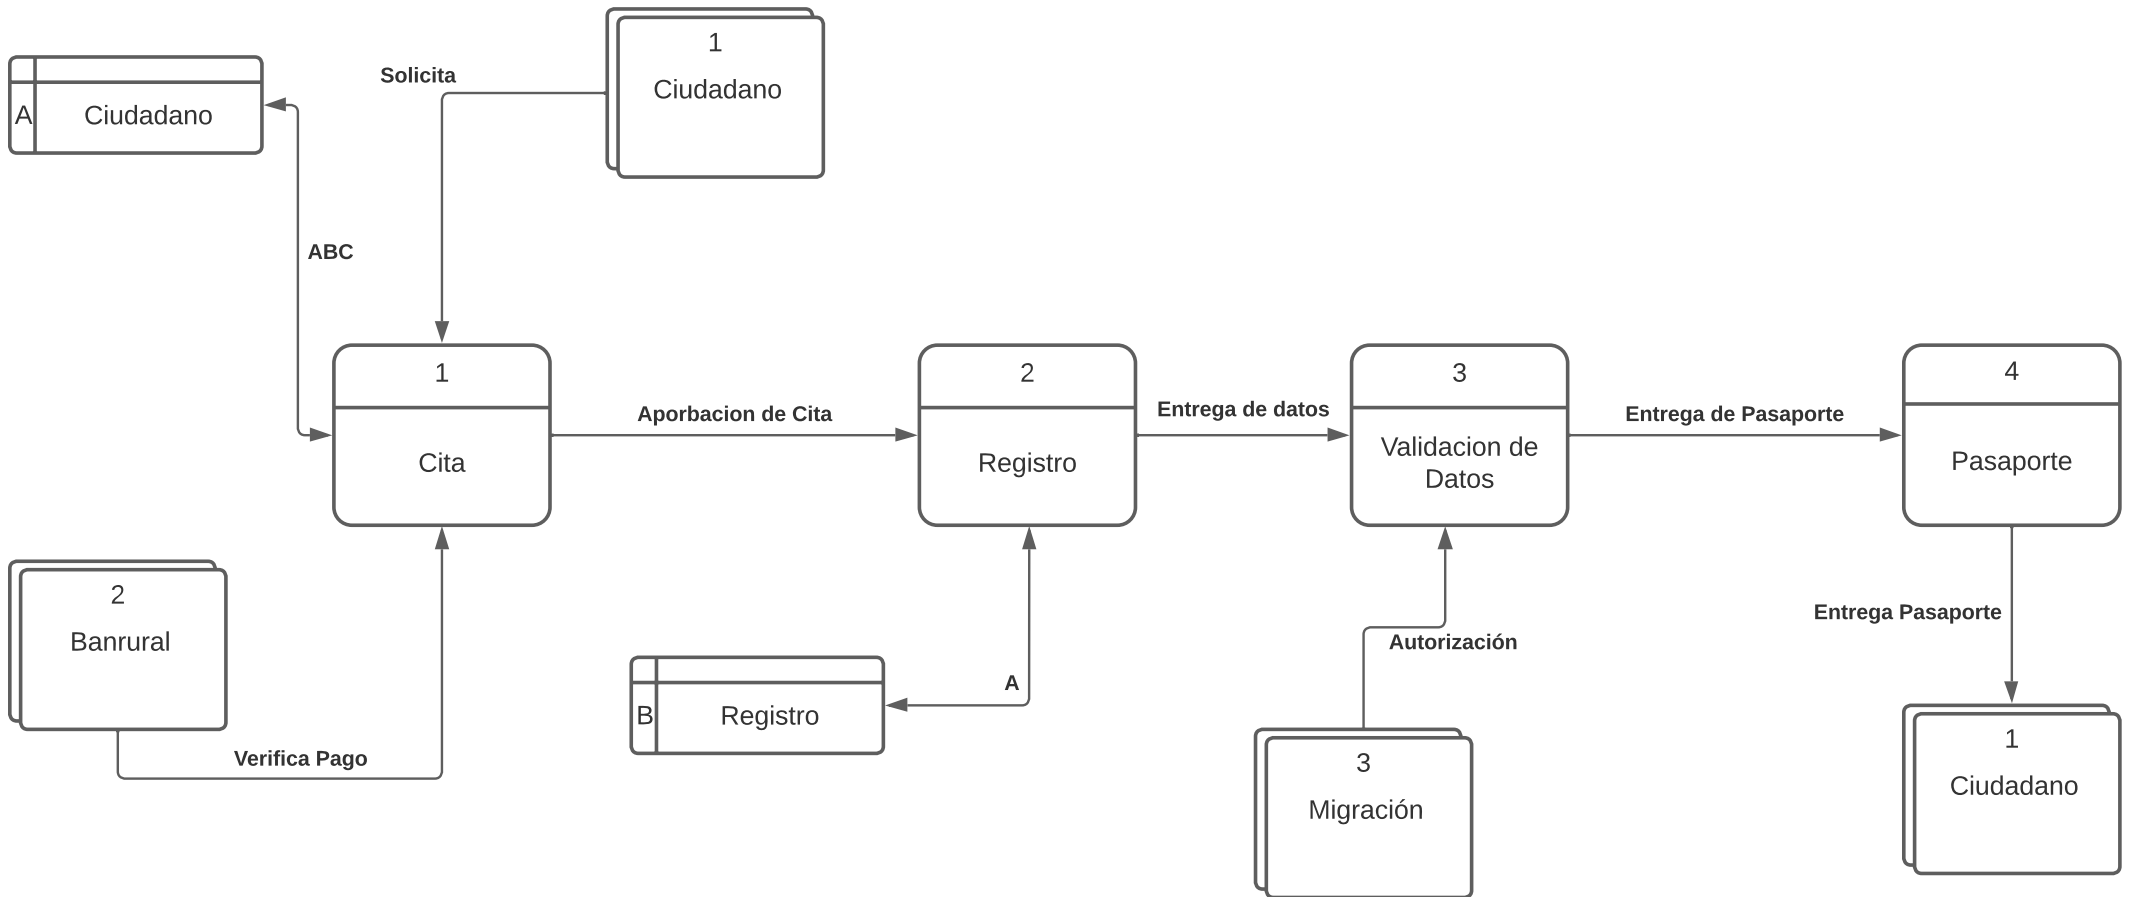 1
Ciudadano
Solicita
A
Ciudadano
ABC
1
Cita
Aporbacion de Cita
2
Registro
Entrega de datos
3
Validacion de
Datos
Entrega de Pasaporte
4
Pasaporte
2
Banrural
Verifica Pago
B
Registro
A
Autorización
3
Migración
Entrega Pasaporte
1
Ciudadano